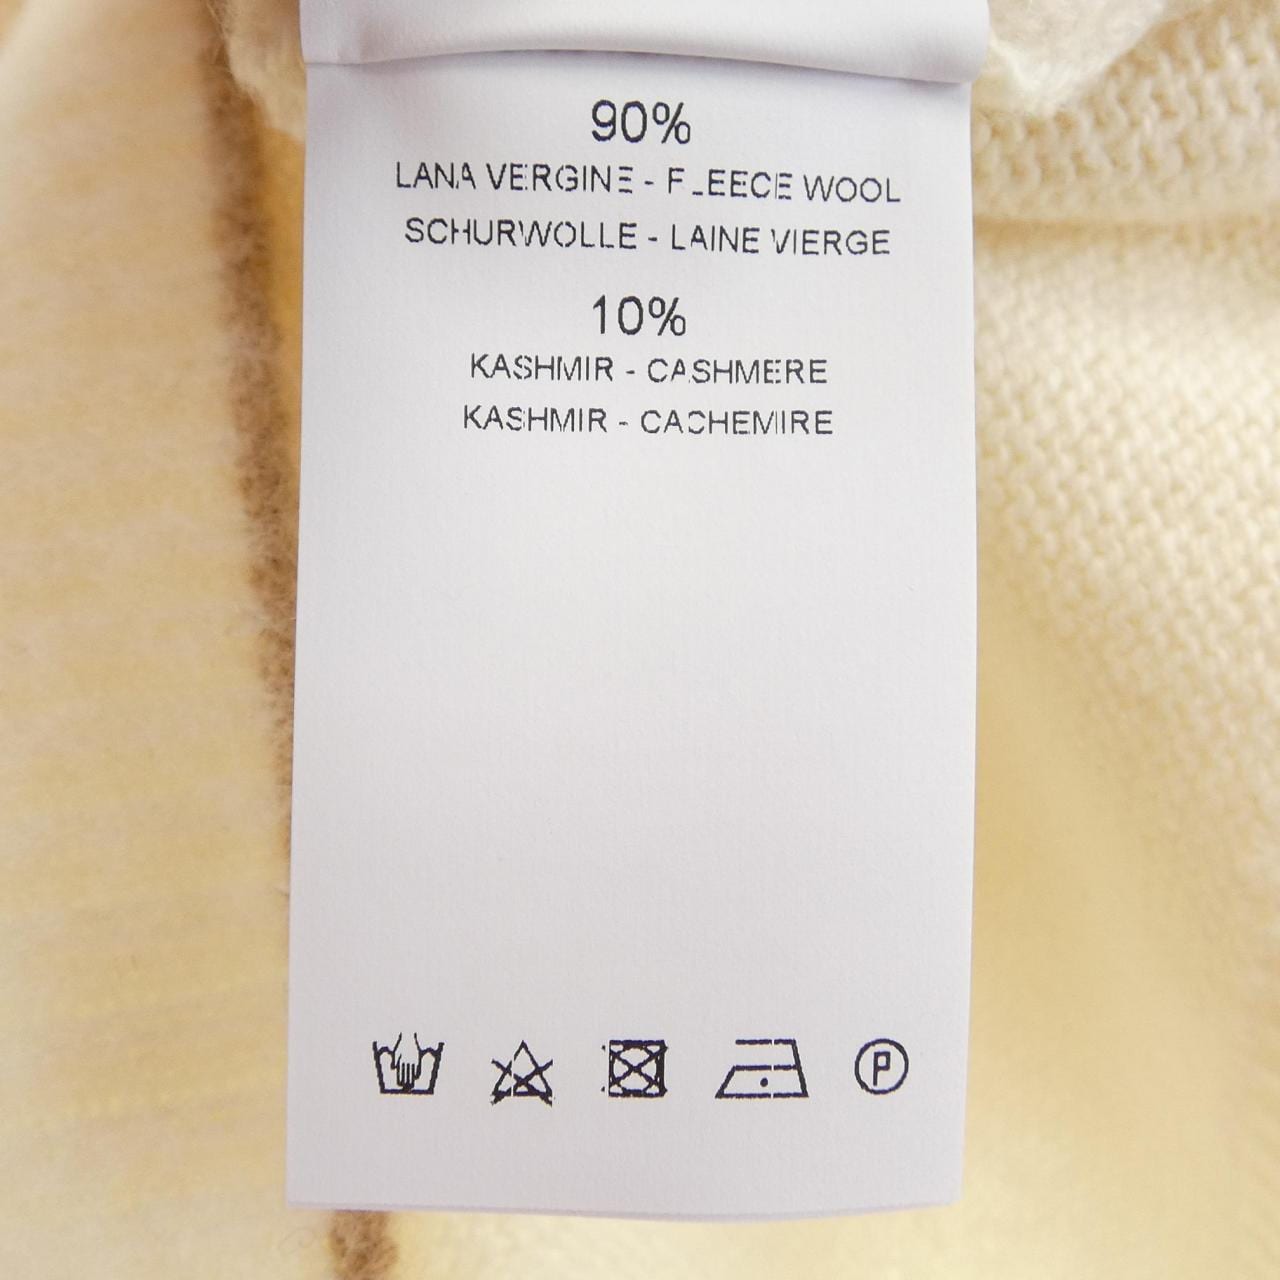 90%
LANA VERGINE - FLEECE WOOL
SCHURWOLLE - LAINE VIERGE
10%
KASHMIR - CASHMERE
KASHMIR - CACHEMIRE
P